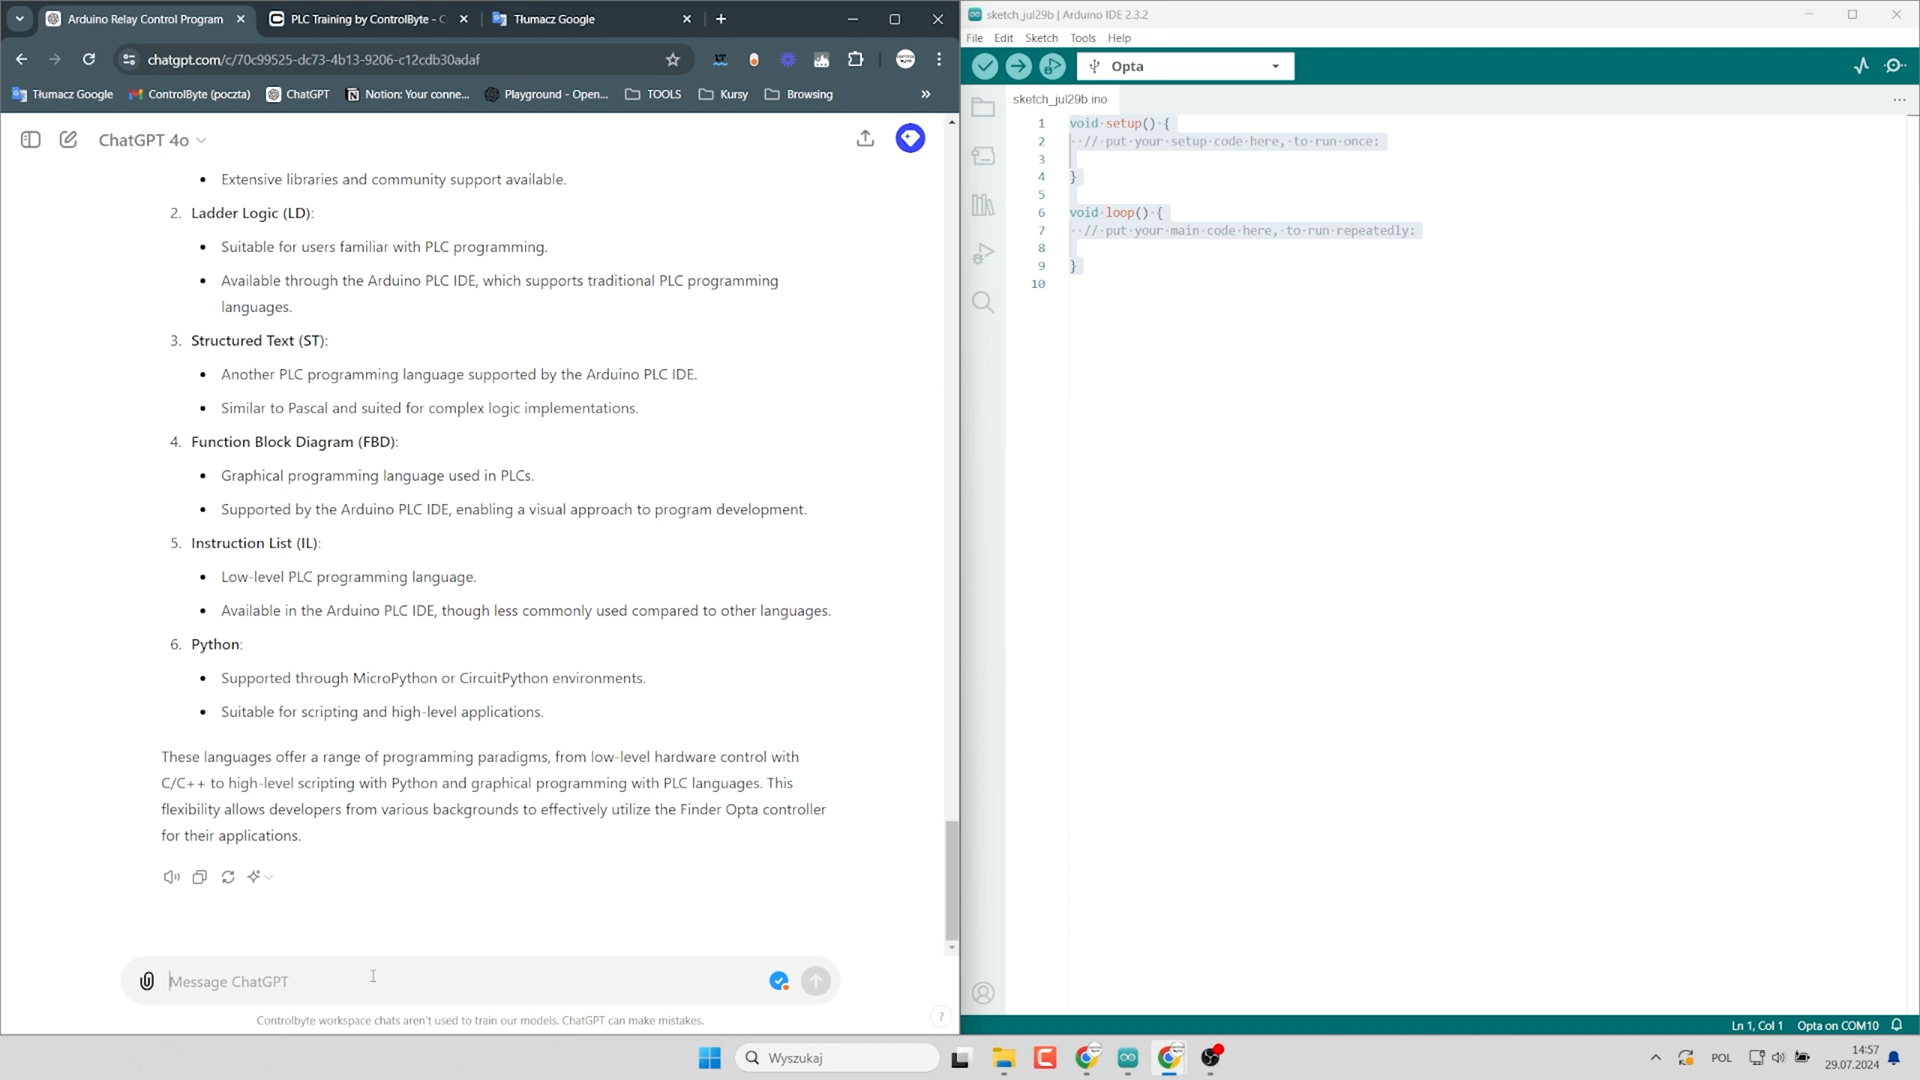 Arduino Relay Control Program
PLC Training by ControlByte - C
Tłumacz Google
chatgpt.com/c/70c99525-dc73-4b13-9206-c12cdb30adaf
Tłumacz Google
ControlByte (poczta)
ChatGPT
Notion: Your conne...
Playground - Open...
TOOLS
Kursy
Browsing
»
ChatGPT 4o
• Extensive libraries and community support available.
2. Ladder Logic (LD):
• Suitable for users familiar with PLC programming.
• Available through the Arduino PLC IDE, which supports traditional PLC programming
languages.
3. Structured Text (ST):
• Another PLC programming language supported by the Arduino PLC IDE.
• Similar to Pascal and suited for complex logic implementations.
4. Function Block Diagram (FBD):
• Graphical programming language used in PLCs.
• Supported by the Arduino PLC IDE, enabling a visual approach to program development.
5. Instruction List (IL):
• Low-level PLC programming language.
• Available in the Arduino PLC IDE, though less commonly used compared to other languages.
6. Python:
• Supported through MicroPython or CircuitPython environments.
• Suitable for scripting and high-level applications.
These languages offer a range of programming paradigms, from low-level hardware control with
C/C++ to high-level scripting with Python and graphical programming with PLC languages. This
flexibility allows developers from various backgrounds to effectively utilize the Finder Opta controller
for their applications.
Message ChatGPT
Controlbyte workspace chats aren't used to train our models. ChatGPT can make mistakes.
?
sketch_jul29b | Arduino IDE 2.3.2
File Edit Sketch Tools Help
Opta
sketch_jul29b.ino
1 void setup() {
2 // put your setup code here, to run once:
3
4 }
5
6 void loop() {
7 // put your main code here, to run repeatedly:
8
9 }
10
Ln 1, Col 1 Opta on COM10
Wyszukaj
POL
14:57
29.07.2024